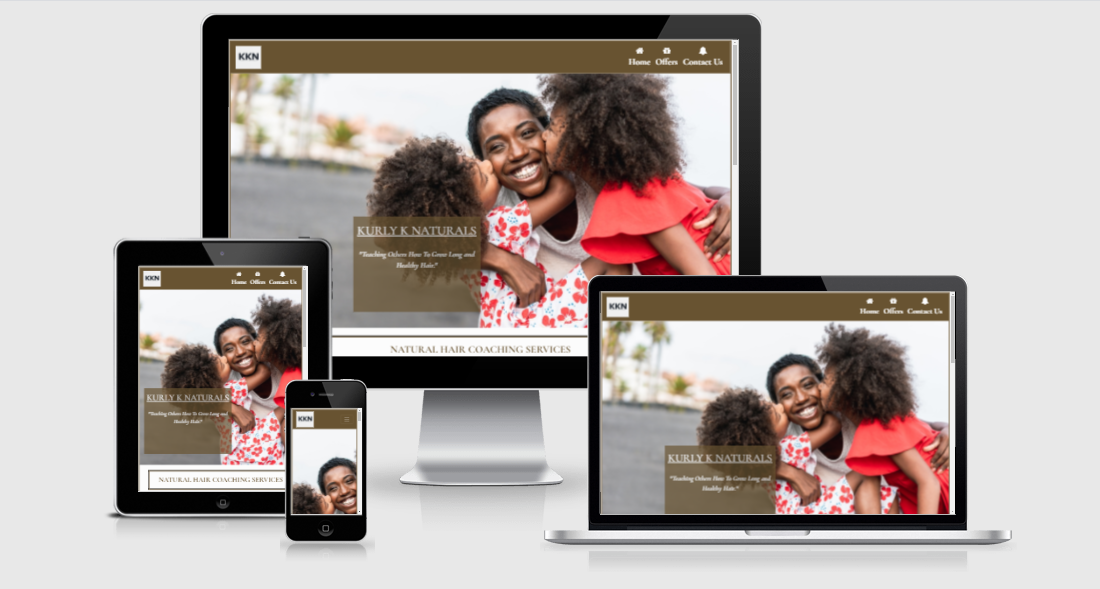 KKN
Home Offers Contact Us
KURLY K NATURALS
"Teaching Others How To Grow Long and
Healthy Hair."
NATURAL HAIR COACHING SERVICES
KKN
Home Offers Contact Us
KURLY K NATURALS
"Teaching Others How To Grow Long and
Healthy Hair."
NATURAL HAIR COACHING SERVICES
KKN
KKN
Home Offers Contact Us
KURLY K NATURALS
"Teaching Others How To Grow Long and
Healthy Hair."